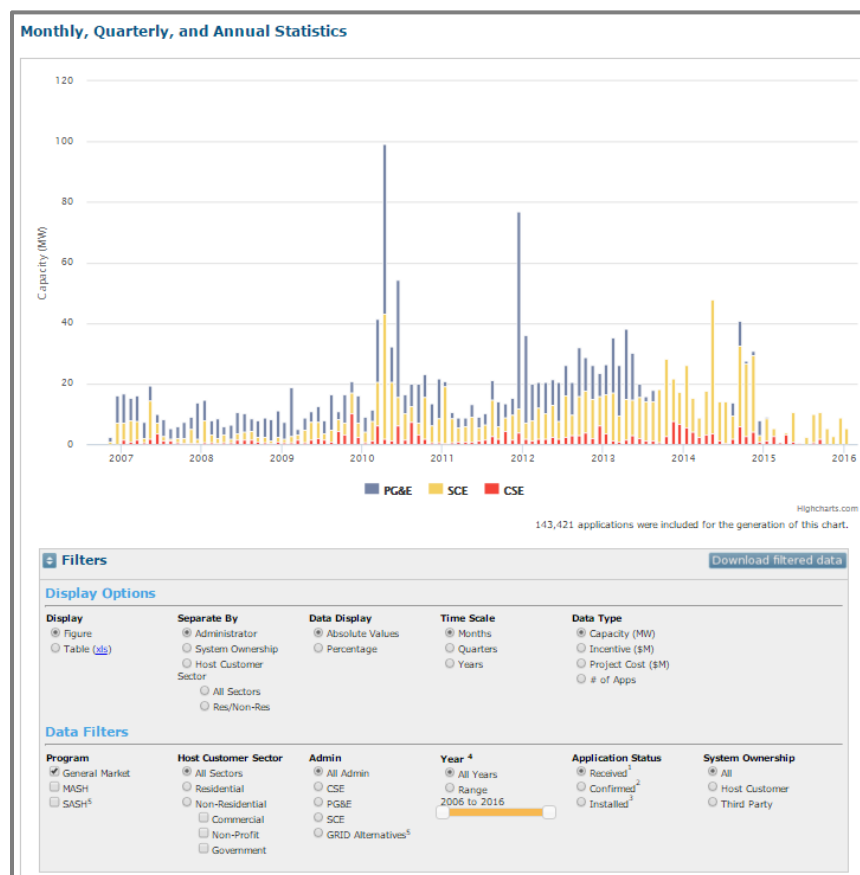 Monthly, Quarterly, and Annual Statistics
120
100
80
60
40
20
0
Capacity (MW)
2007 2008 2009 2010 2011 2012 2013 2014 2015 2016
PG&E SCE CSE
Highcharts.com
143,421 applications were included for the generation of this chart.
Filters Download filtered data
Display Options
Display Separate By Data Display Time Scale Data Type
Figure Administrator Absolute Values Months Capacity (MW)
Table (xls) System Ownership Percentage Quarters Incentive ($M)
Host Customer Years Project Cost ($M)
Sector # of Apps
All Sectors
Res/Non-Res
Data Filters
Program Host Customer Sector Admin Year 4 Application Status System Ownership
General Market All Sectors All Admin All Years Received1 All
MASH Residential CSE Range Confirmed2 Host Customer
SASH5 Non-Residential PG&E 2006 to 2016 Installed3 Third Party
Commercial SCE
Non-Profit GRID Alternatives5
Government